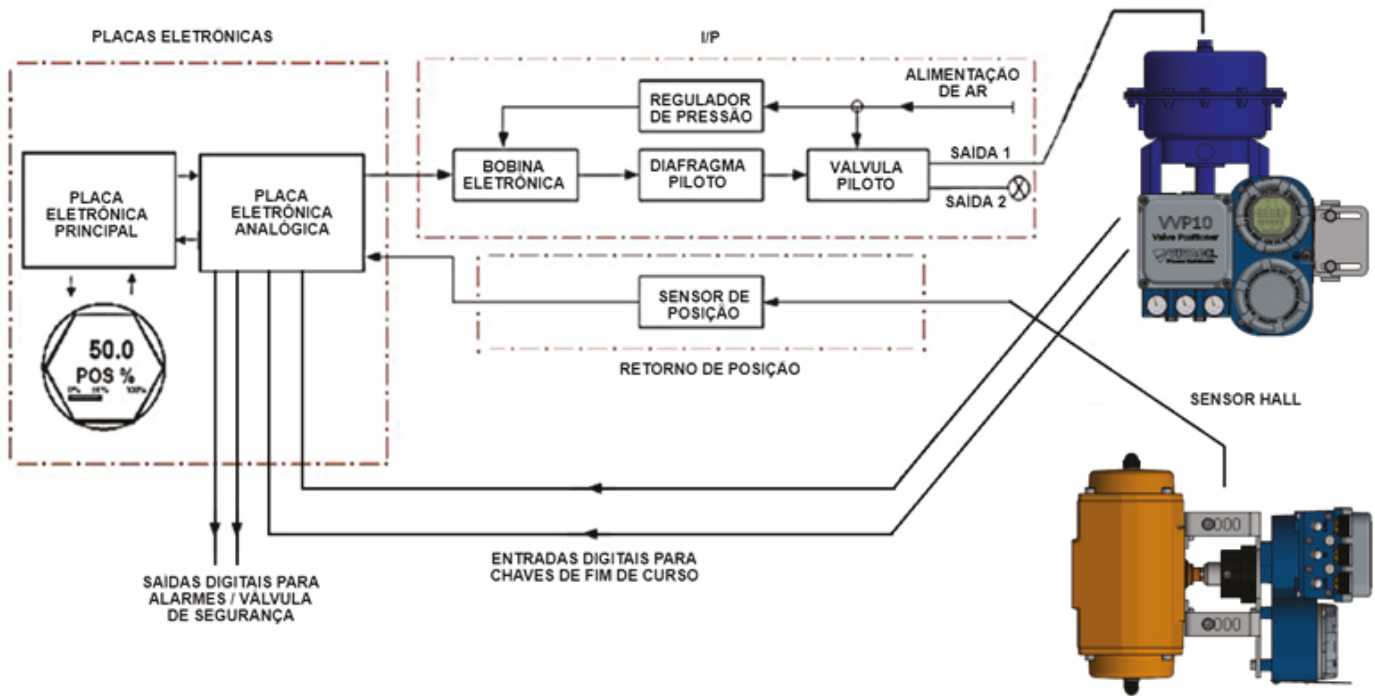 PLACAS ELETRÔNICAS
I/P
ALIMENTAÇÃO
DE AR
REGULADOR
DE PRESSÃO
BOBINA
ELETRÔNICA
DIAFRAGMA
PILOTO
VÁLVULA
PILOTO
SAÍDA 1
SAÍDA 2
PLACA
ELETRÔNICA
PRINCIPAL
PLACA
ELETRÔNICA
ANALÓGICA
SENSOR DE
POSIÇÃO
RETORNO DE POSIÇÃO
50.0
POS %
0% 50% 100%
VVP10
Valve Positioner
SENSOR HALL
ENTRADAS DIGITAIS PARA
CHAVES DE FIM DE CURSO
SAÍDAS DIGITAIS PARA
ALARMES / VÁLVULA
DE SEGURANÇA